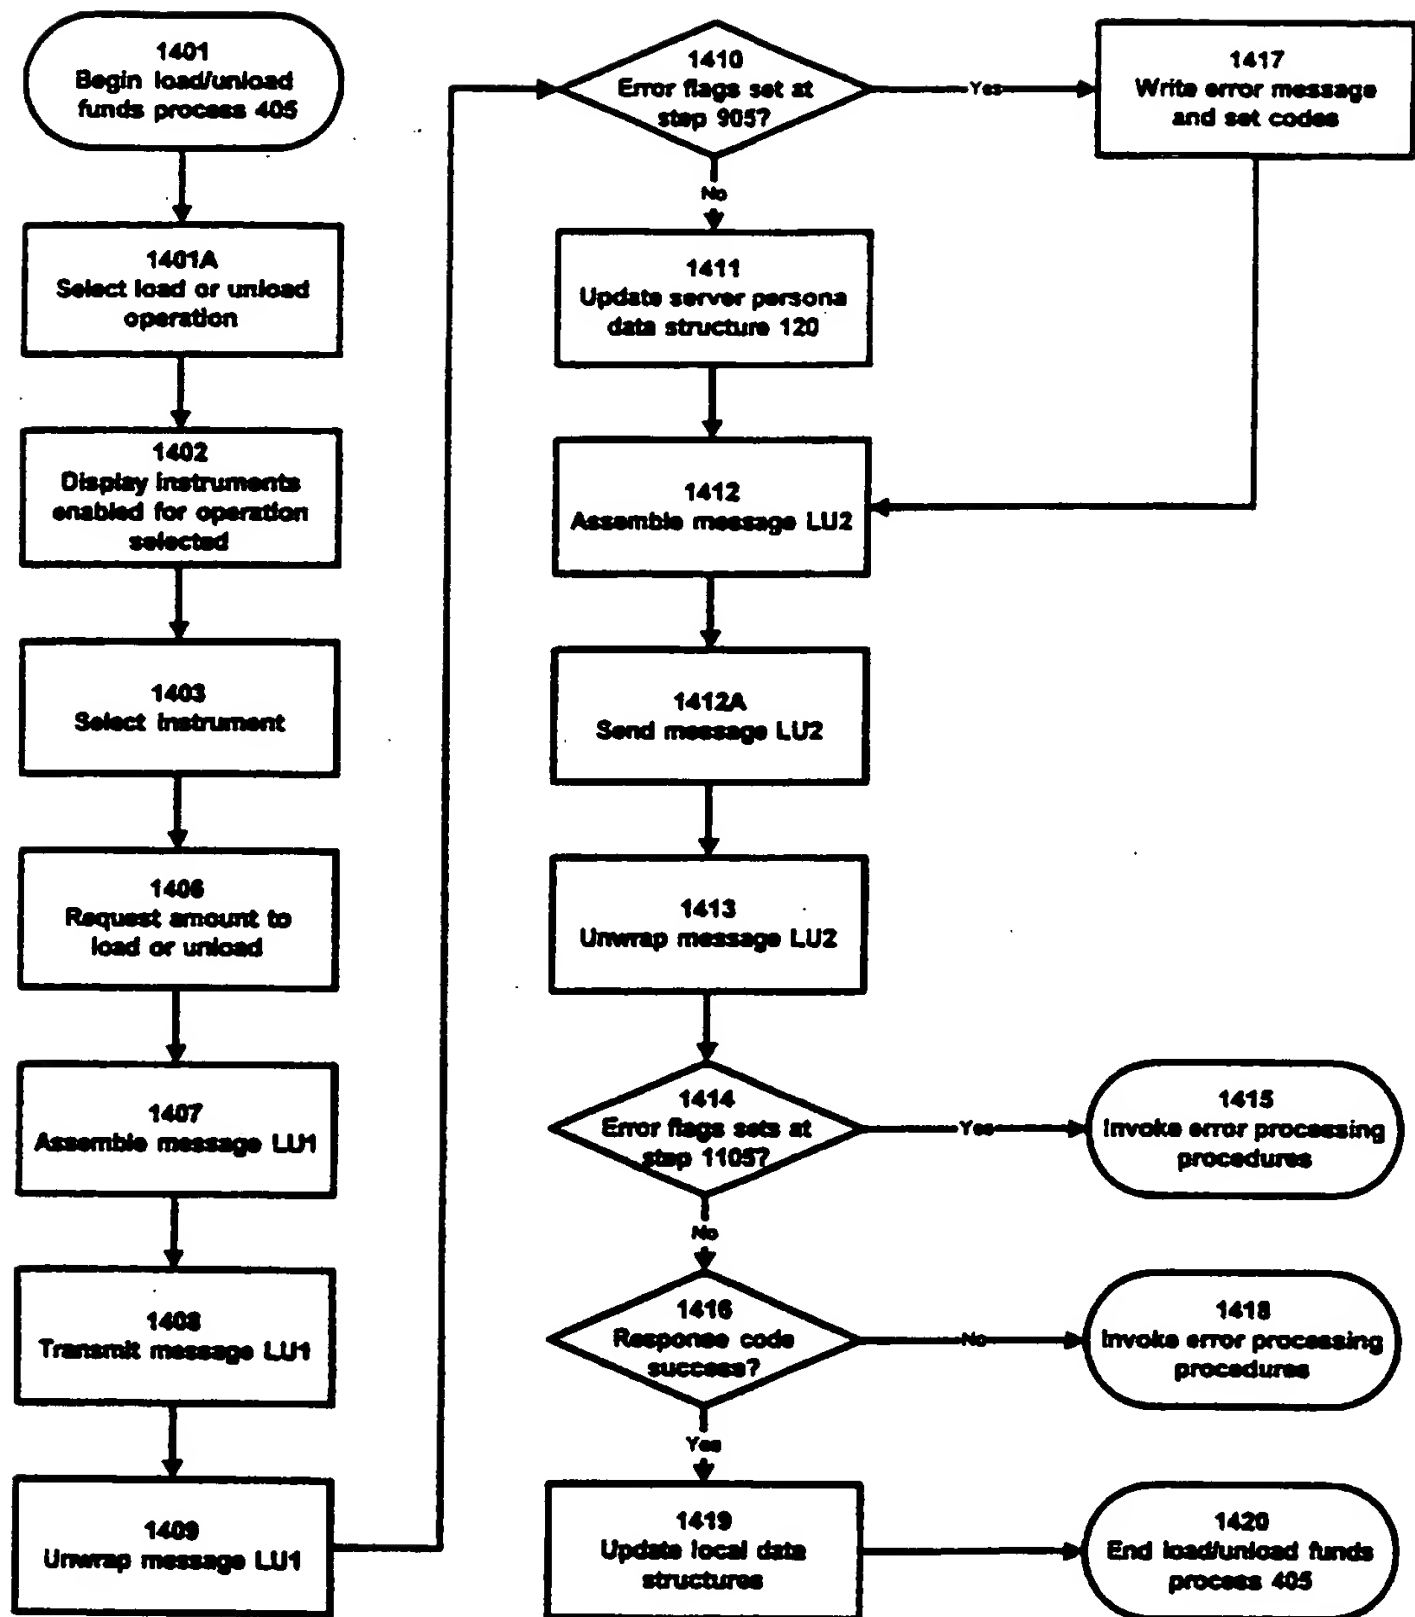 1401
Begin load/unload
funds process 405
1401A
Select load or unload
operation
1402
Display instruments
enabled for operation
selected
1403
Select Instrument
1406
Request amount to
load or unload
1407
Assemble message LU1
1408
Transmit message LU1
1409
Unwrap message LU1
1410
Error flags set at
step 905?
Yes
No
1417
Write error message
and set codes
1411
Update server persona
data structure 120
1412
Assemble message LU2
1412A
Send message LU2
1413
Unwrap message LU2
1414
Error flags sets at
step 1105?
Yes
No
1415
Invoke error processing
procedures
1416
Response code
success?
No
Yes
1418
Invoke error processing
procedures
1419
Update local data
structures
1420
End load/unload funds
process 405